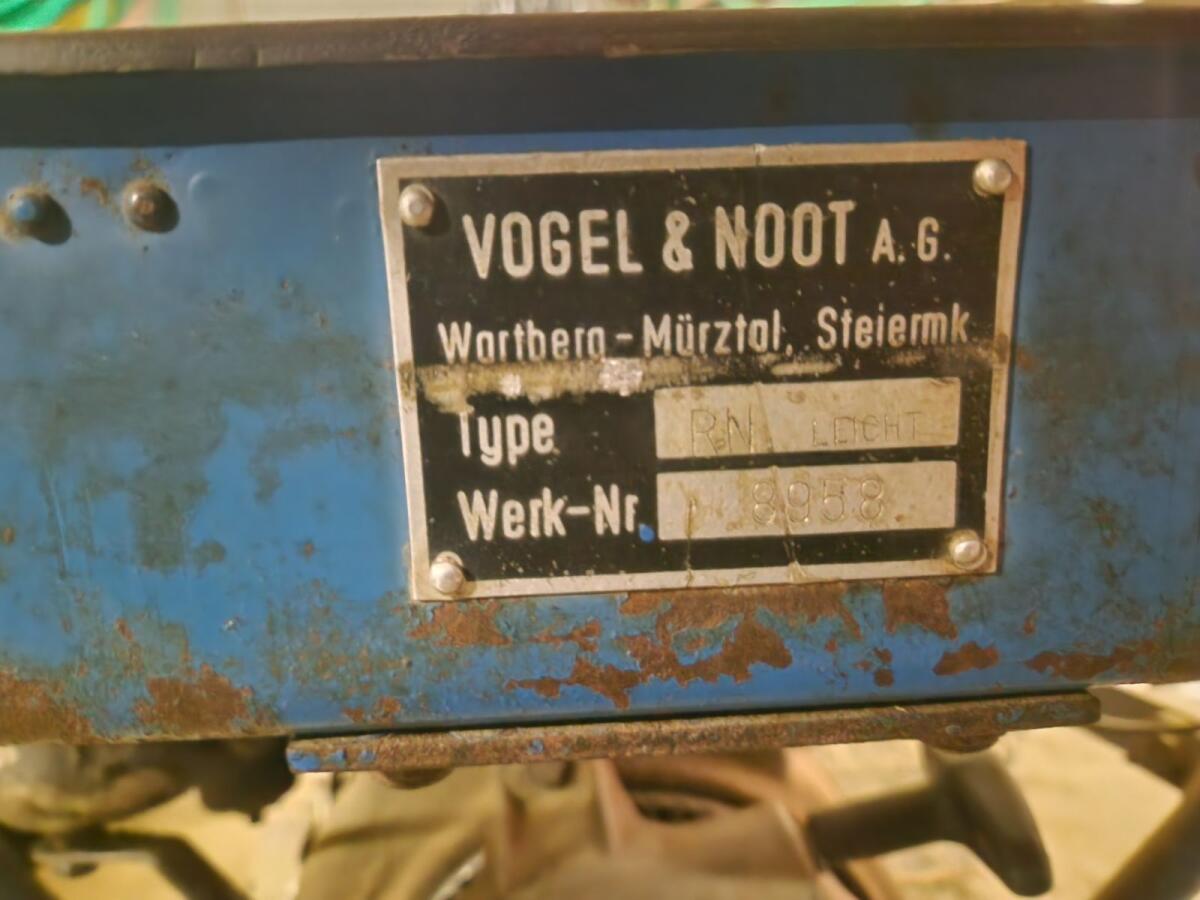 VOGEL & NOOT A.G.
Wartberg-Mürztal, Steiermk
Type RN LEICHT
Werk-Nr. 8958